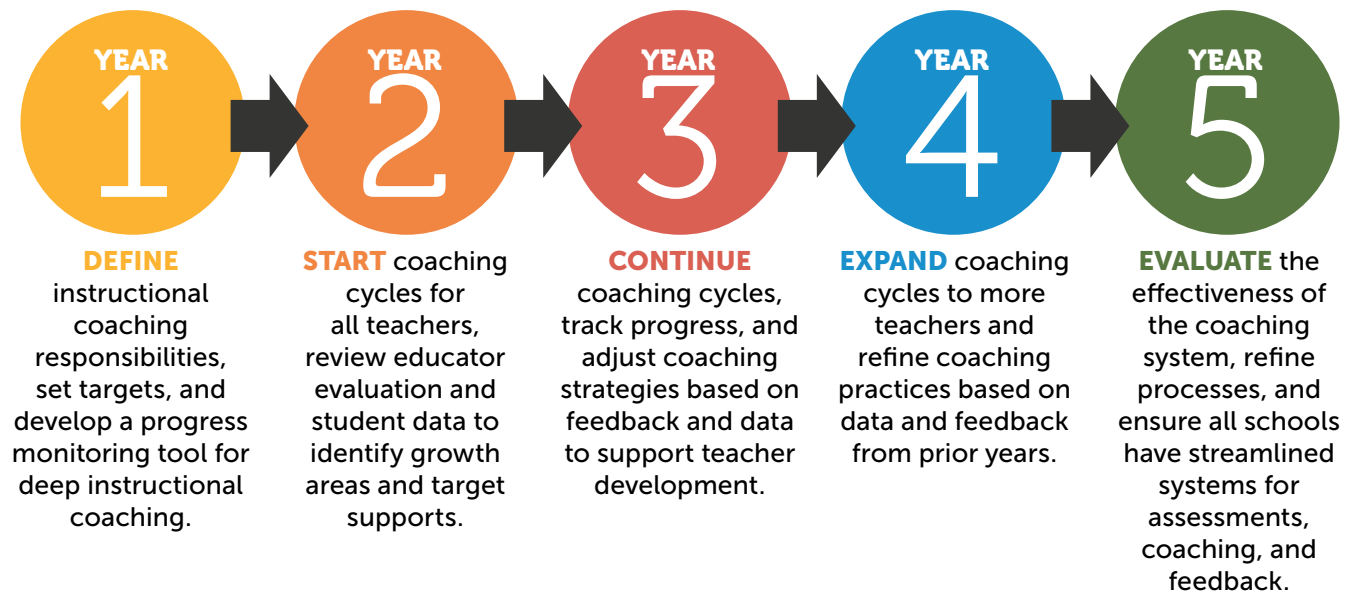 YEAR
1
DEFINE
instructional
coaching
responsibilities,
set targets, and
develop a progress
monitoring tool for
deep instructional
coaching.
YEAR
2
START coaching
cycles for
all teachers,
review educator
evaluation and
student data to
identify growth
areas and target
supports.
YEAR
3
CONTINUE
coaching cycles,
track progress, and
adjust coaching
strategies based on
feedback and data
to support teacher
development.
YEAR
4
EXPAND coaching
cycles to more
teachers and
refine coaching
practices based on
data and feedback
from prior years.
YEAR
5
EVALUATE the
effectiveness of
the coaching
system, refine
processes, and
ensure all schools
have streamlined
systems for
assessments,
coaching, and
feedback.